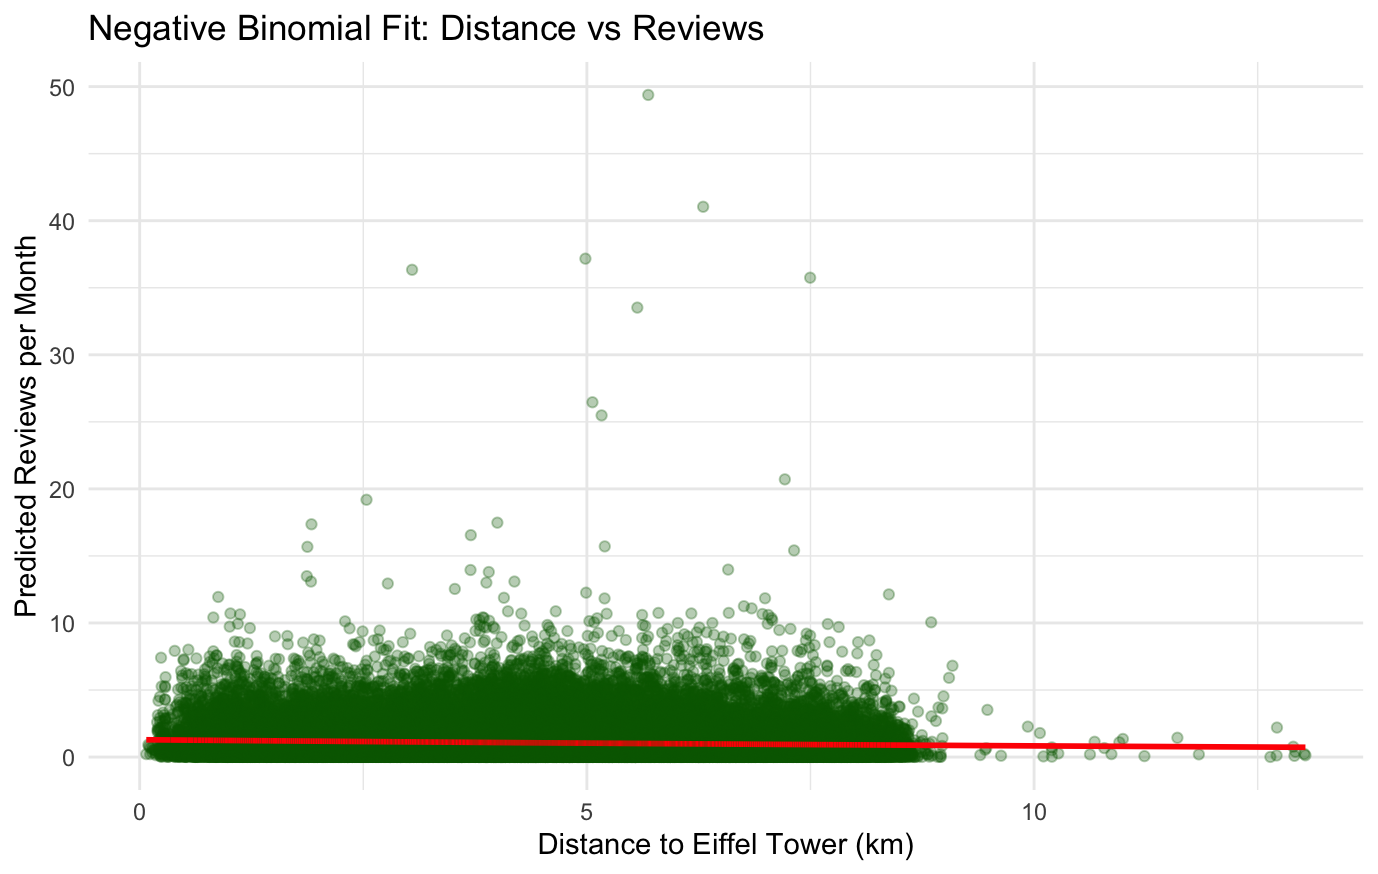 Negative Binomial Fit: Distance vs Reviews
Predicted Reviews per Month
50
40
30
20
10
0
0 5 10
Distance to Eiffel Tower (km)